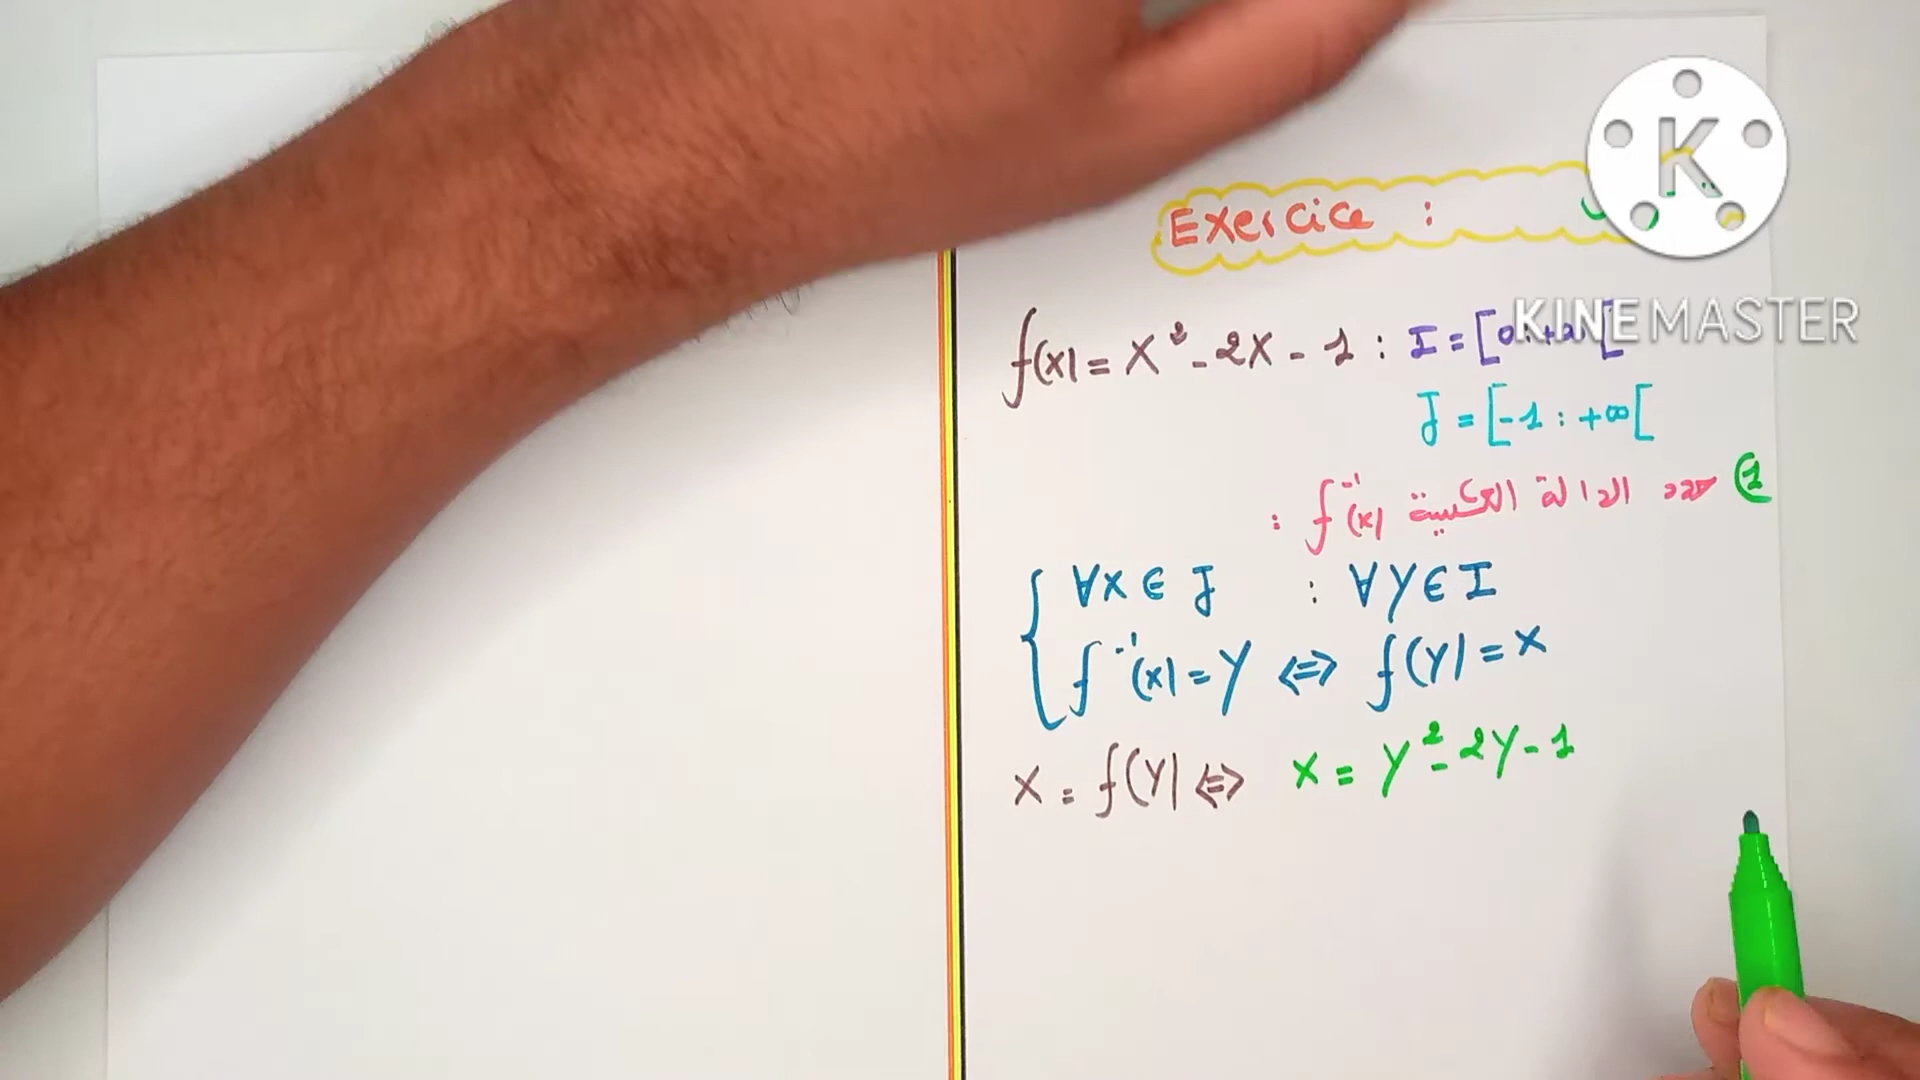 Exercice :
KINEMASTER
f(x) = x² - 2x - 1 : I = [0 : +∞[
J = [-1 : +∞[
① حدد الدالة العكسية f⁻¹(x) :
∀x ∈ J : ∀y ∈ I
f⁻¹(x) = y ⇔ f(y) = x
x = f(y) ⇔ x = y² - 2y - 1